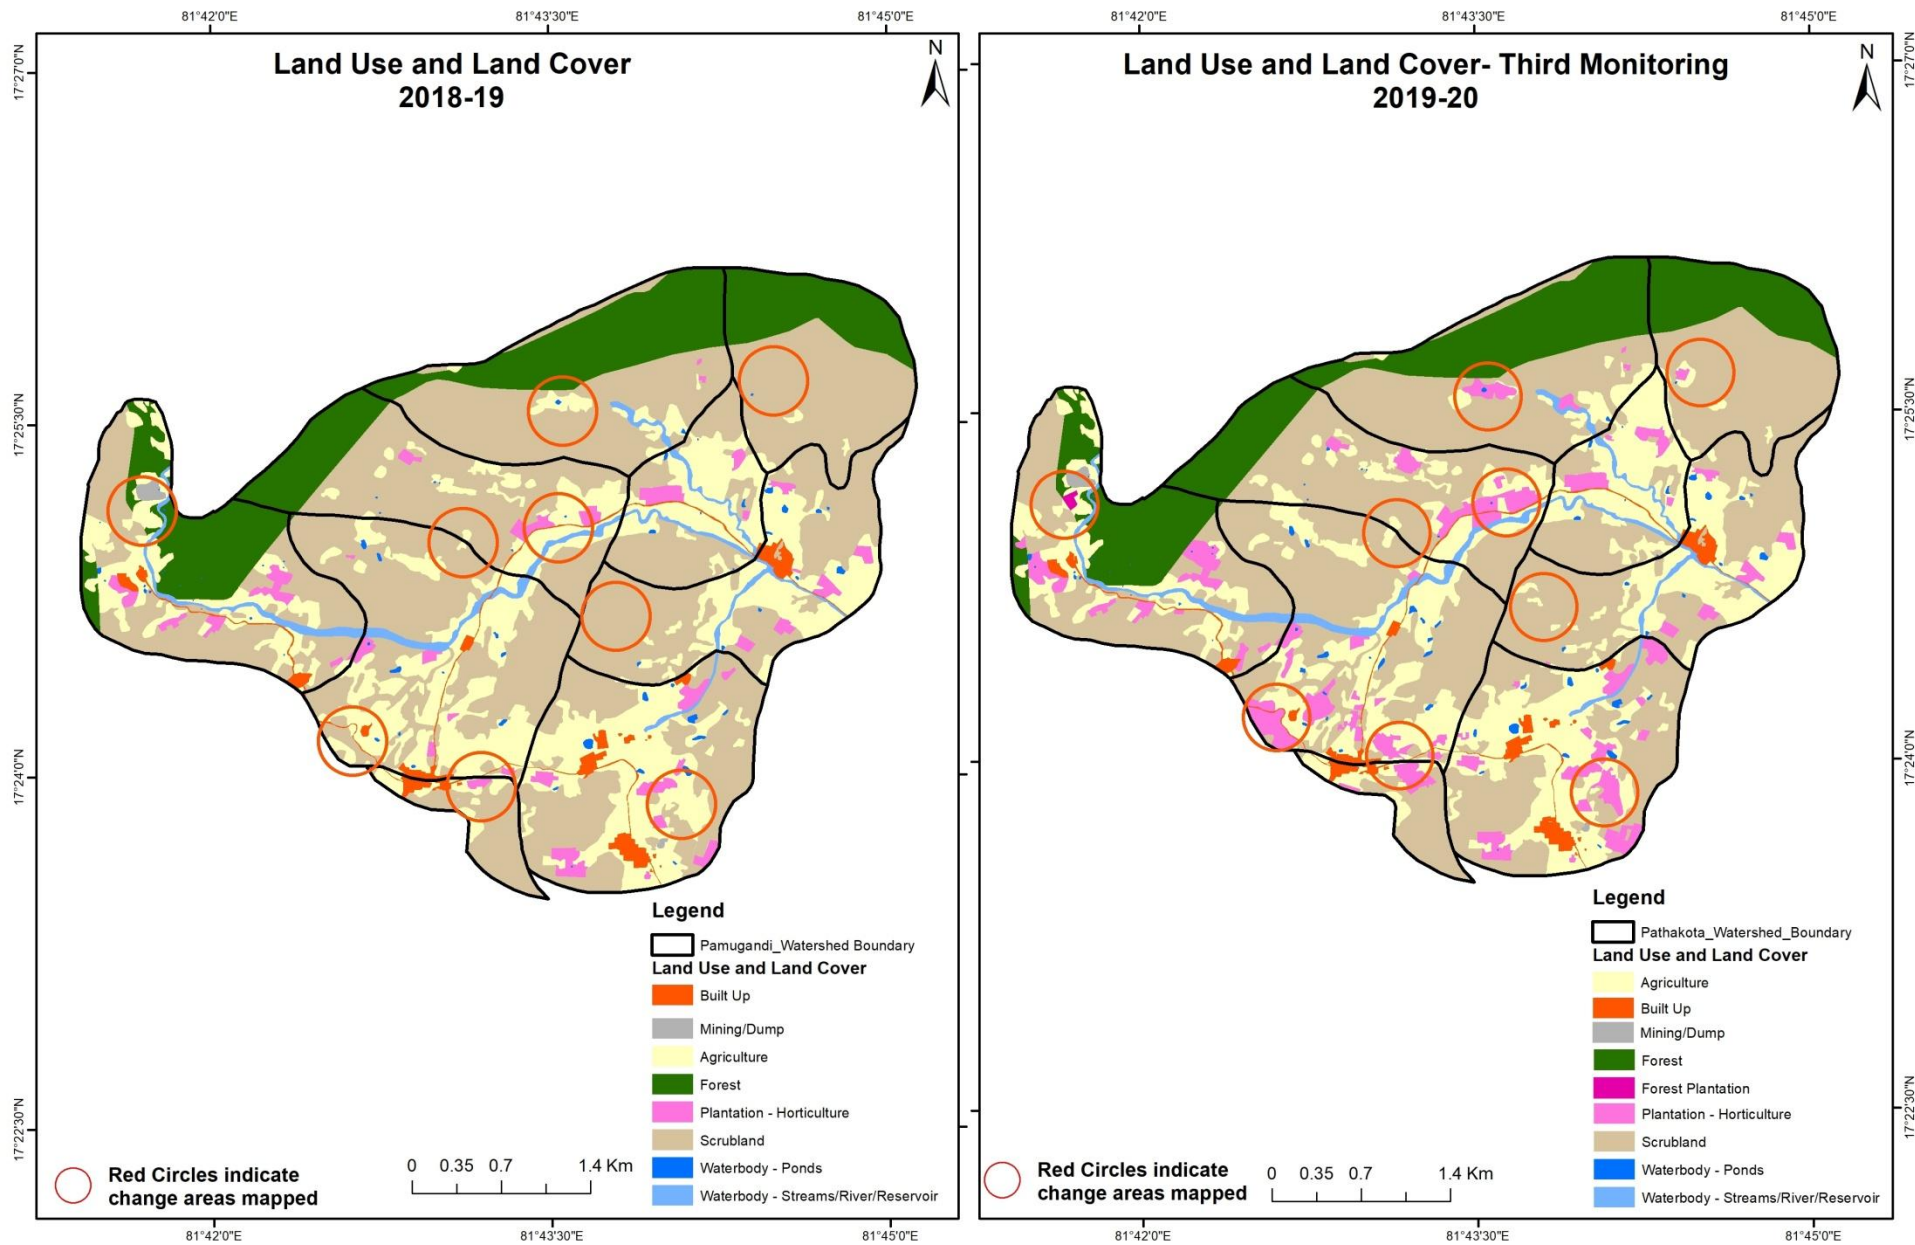 81°42'0"E
81°43'30"E
81°45'0"E
17°27'0"N
17°25'30"N
17°24'0"N
17°22'30"N
Land Use and Land Cover
2018-19
N
Legend
Pamugandi_Watershed Boundary
Land Use and Land Cover
Built Up
Mining/Dump
Agriculture
Forest
Plantation - Horticulture
Scrubland
Waterbody - Ponds
Waterbody - Streams/River/Reservoir
Red Circles indicate
change areas mapped
0 0.35 0.7 1.4 Km
81°42'0"E
81°43'30"E
81°45'0"E
81°42'0"E
81°43'30"E
81°45'0"E
Land Use and Land Cover- Third Monitoring
2019-20
N
17°27'0"N
17°25'30"N
17°24'0"N
17°22'30"N
Legend
Pathakota_Watershed_Boundary
Land Use and Land Cover
Agriculture
Built Up
Mining/Dump
Forest
Forest Plantation
Plantation - Horticulture
Scrubland
Waterbody - Ponds
Waterbody - Streams/River/Reservoir
Red Circles indicate
change areas mapped
0 0.35 0.7 1.4 Km
81°42'0"E
81°43'30"E
81°45'0"E